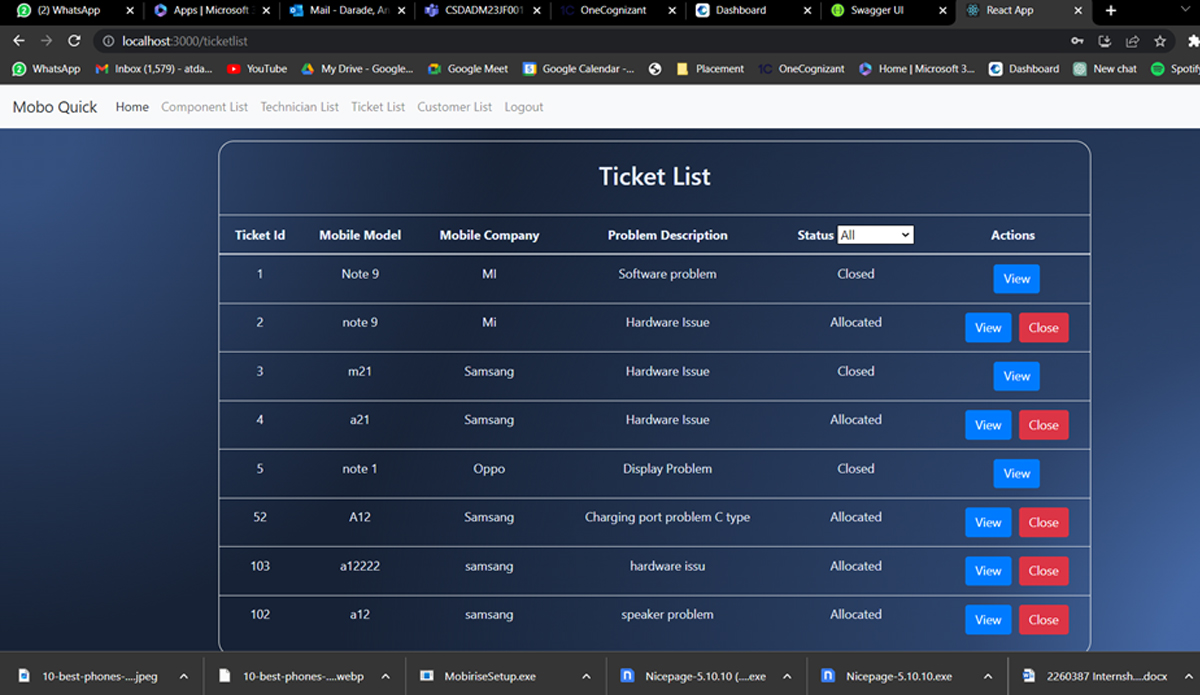 (2) WhatsApp Apps | Microsoft Mail - Darade, An CSDADM23JF001 OneCognizant Dashboard Swagger UI React App
localhost:3000/ticketlist
WhatsApp Inbox (1,579) - atda... YouTube My Drive - Google... Google Meet Google Calendar -... Placement OneCognizant Home | Microsoft 3... Dashboard New chat Spotify
Mobo Quick Home Component List Technician List Ticket List Customer List Logout
Ticket List
Ticket Id Mobile Model Mobile Company Problem Description Status All Actions
1 Note 9 MI Software problem Closed View
2 note 9 Mi Hardware Issue Allocated View Close
3 m21 Samsung Hardware Issue Closed View
4 a21 Samsung Hardware Issue Allocated View Close
5 note 1 Oppo Display Problem Closed View
52 A12 Samsung Charging port problem C type Allocated View Close
103 a12222 samsung hardware issu Allocated View Close
102 a12 samsung speaker problem Allocated View Close
10-best-phones-....jpeg 10-best-phones-....webp MobiriseSetup.exe Nicepage-5.10.10 (....exe Nicepage-5.10.10.exe 2260387 Internsh....docx